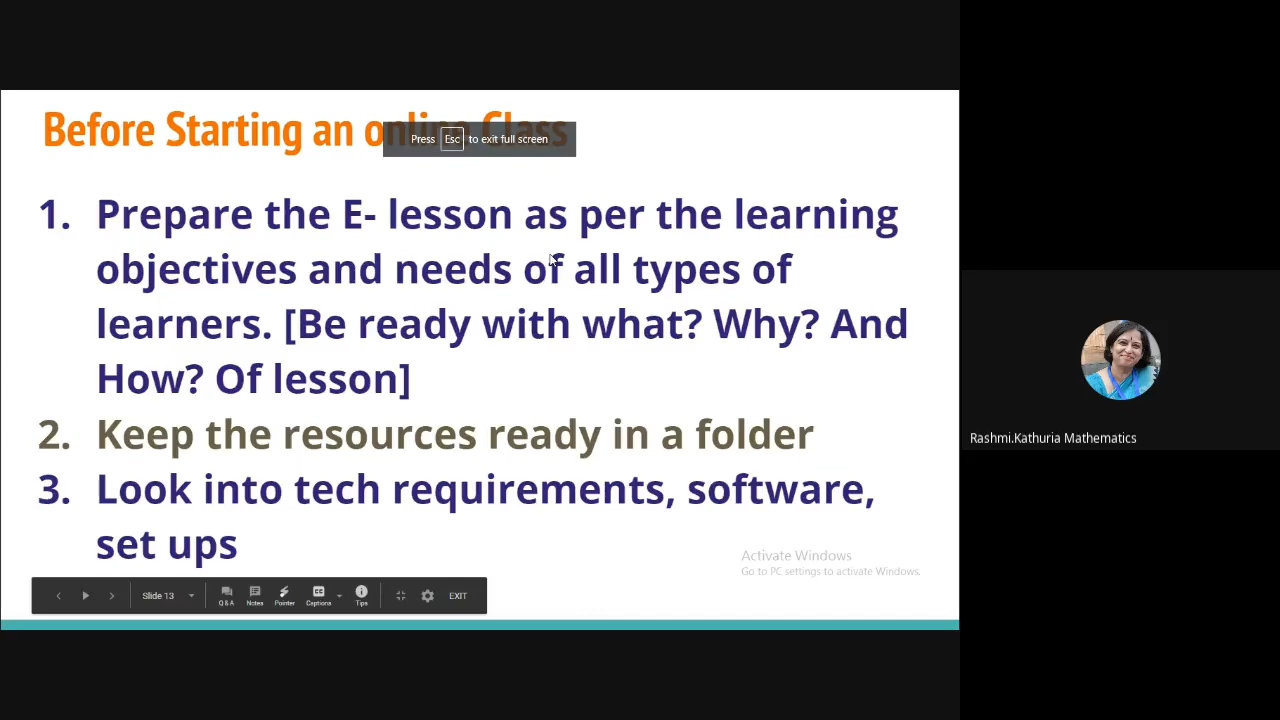 Before Starting an online Class
Press Esc to exit full screen
1. Prepare the E- lesson as per the learning
objectives and needs of all types of
learners. [Be ready with what? Why? And
How? Of lesson]
2. Keep the resources ready in a folder
3. Look into tech requirements, software,
set ups
Activate Windows
Go to PC settings to activate Windows.
Slide 13
Q & A Notes Pointer Captions Tips EXIT
Rashmi.Kathuria Mathematics